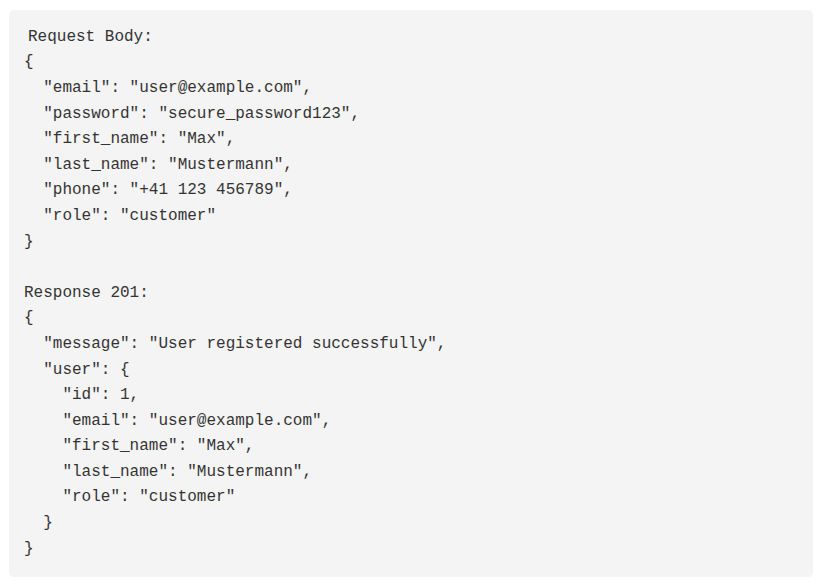 Request Body:
{
  "email": "user@example.com",
  "password": "secure_password123",
  "first_name": "Max",
  "last_name": "Mustermann",
  "phone": "+41 123 456789",
  "role": "customer"
}

Response 201:
{
  "message": "User registered successfully",
  "user": {
    "id": 1,
    "email": "user@example.com",
    "first_name": "Max",
    "last_name": "Mustermann",
    "role": "customer"
  }
}